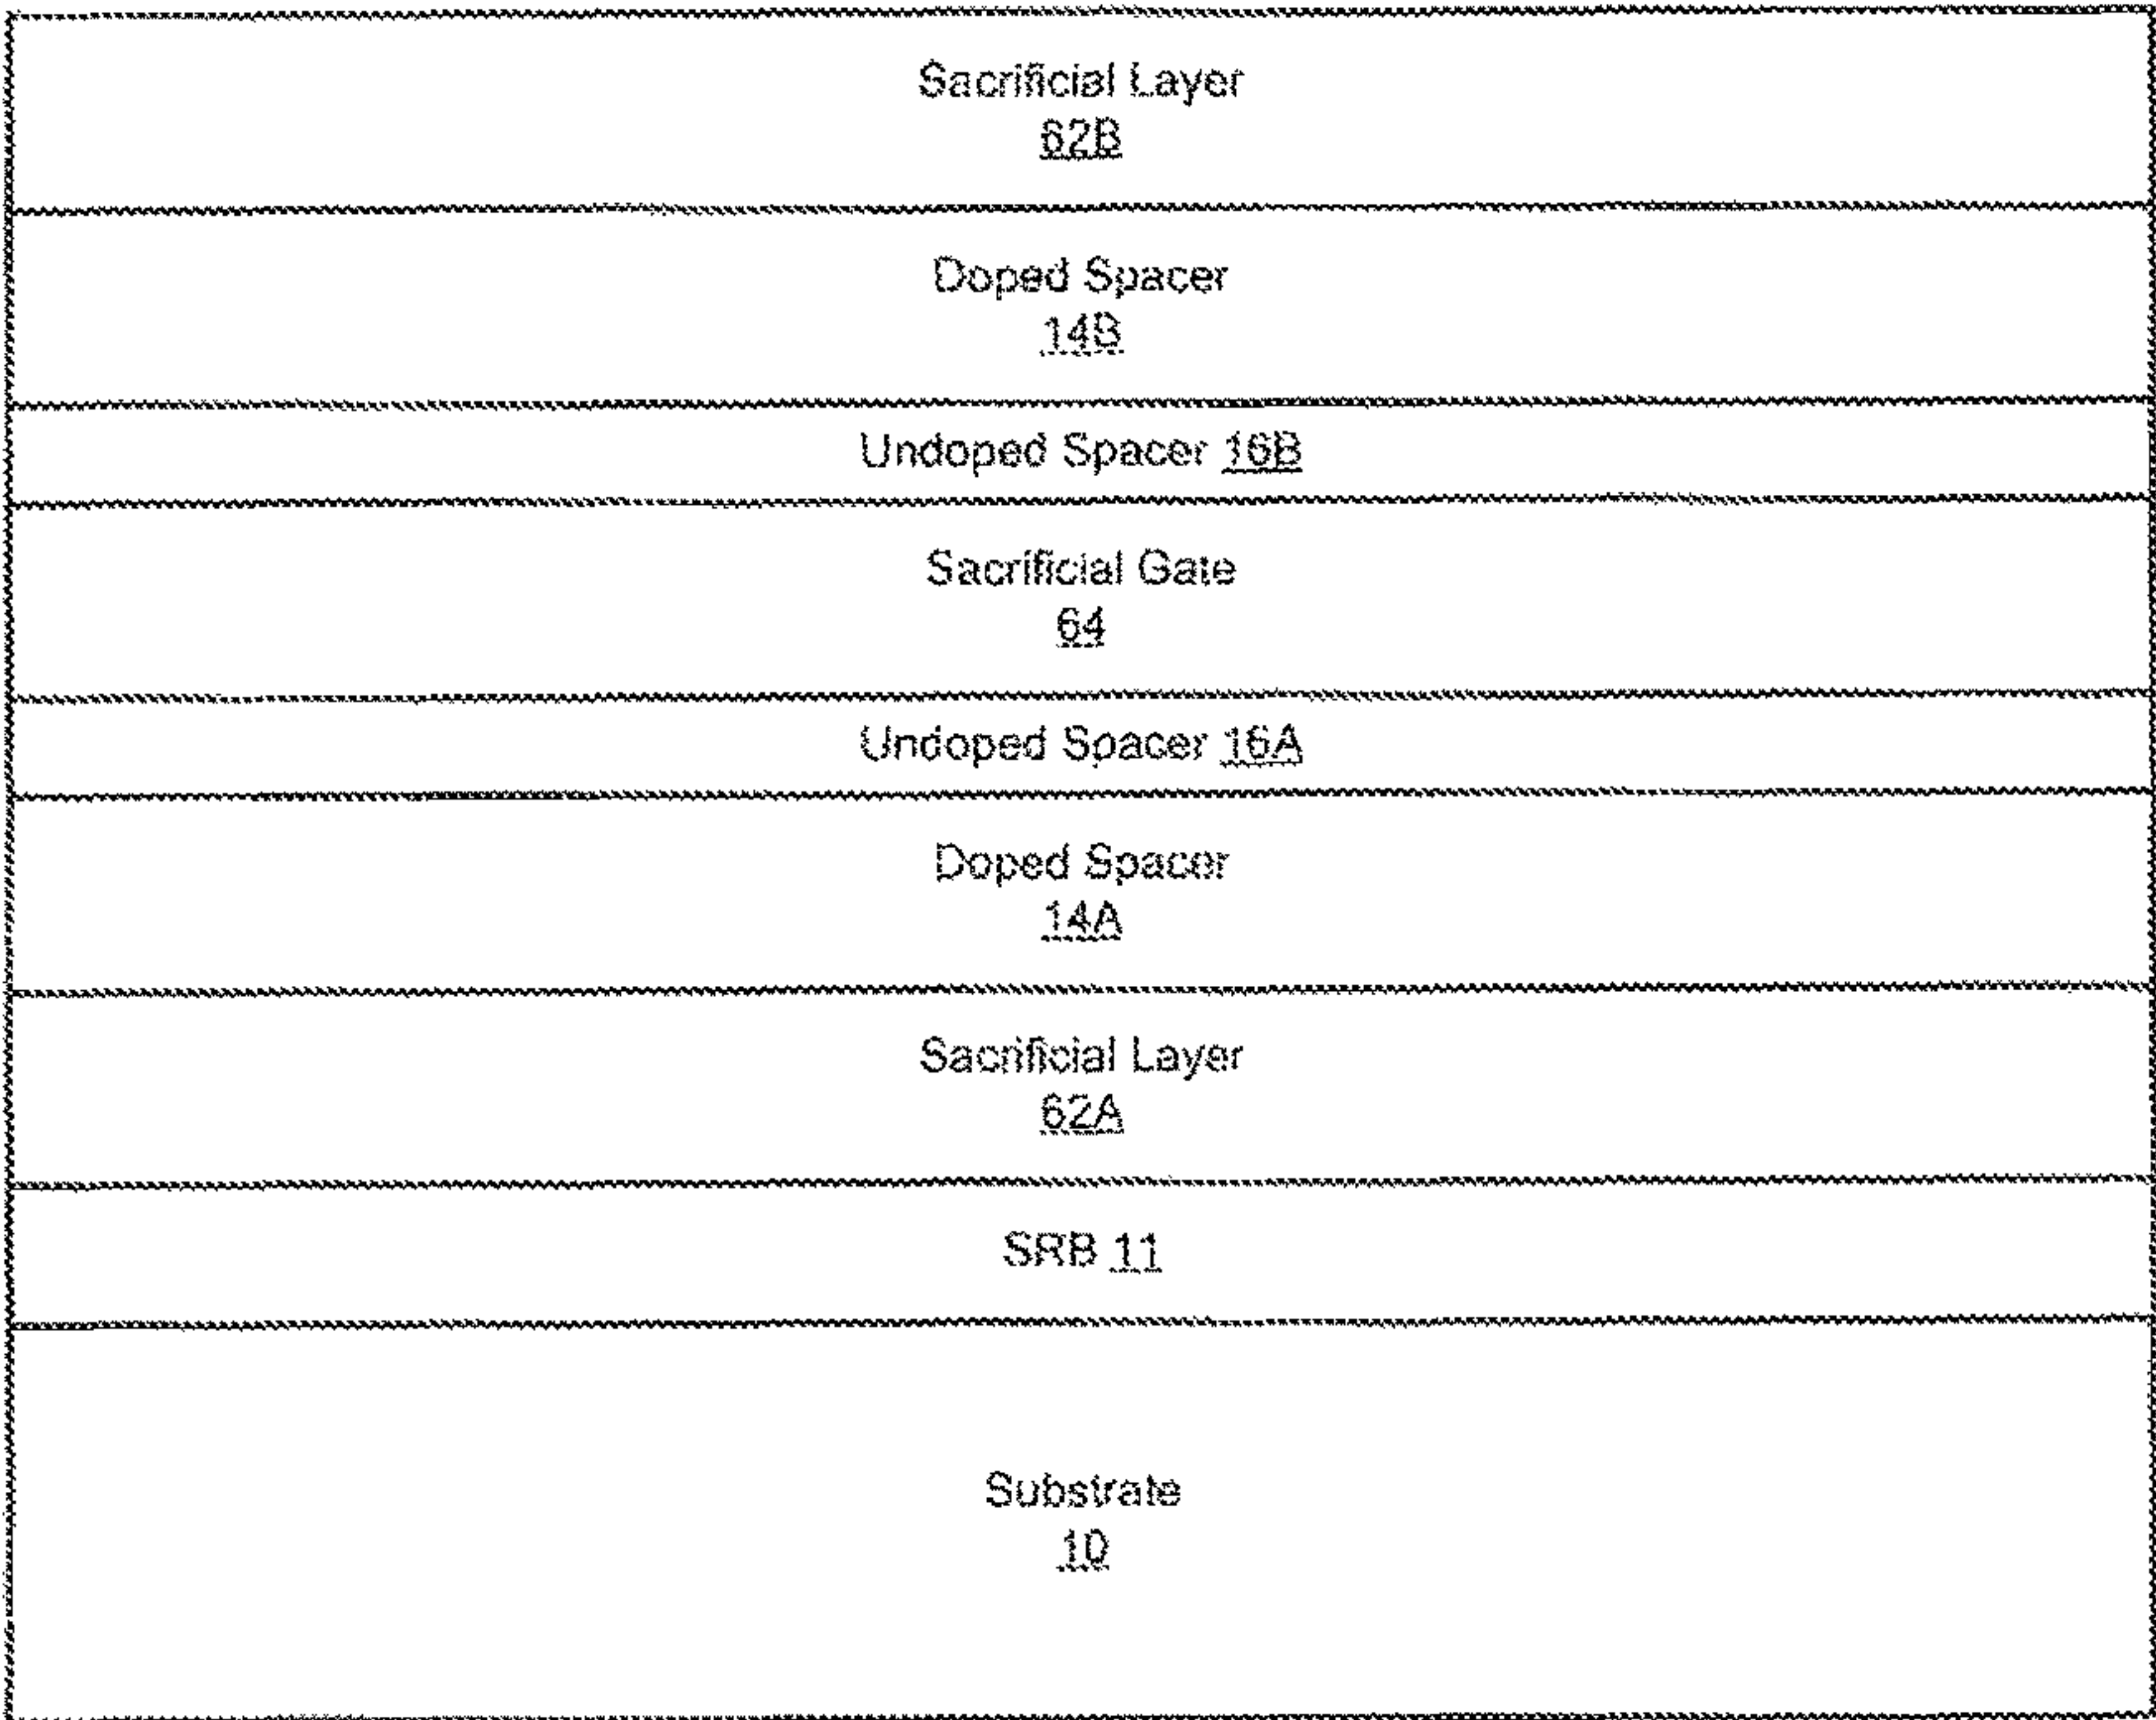 Sacrificial Layer
62B
Doped Spacer
14B
Undoped Spacer 16B
Sacrificial Gate
64
Undoped Spacer 16A
Doped Spacer
14A
Sacrificial Layer
62A
SRB 11
Substrate
10